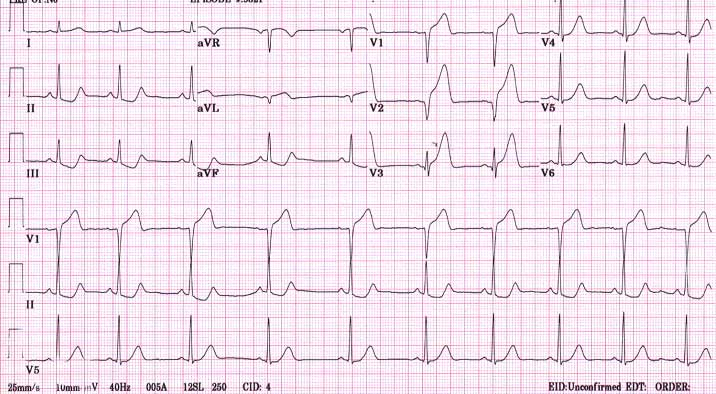 I aVR V1 V4
II aVL V2 V5
III aVF V3 V6
V1
II
V5
25mm/s 10mm/mV 40Hz 005A 12SL 250 CID: 4 EID:Unconfirmed EDT: ORDER: